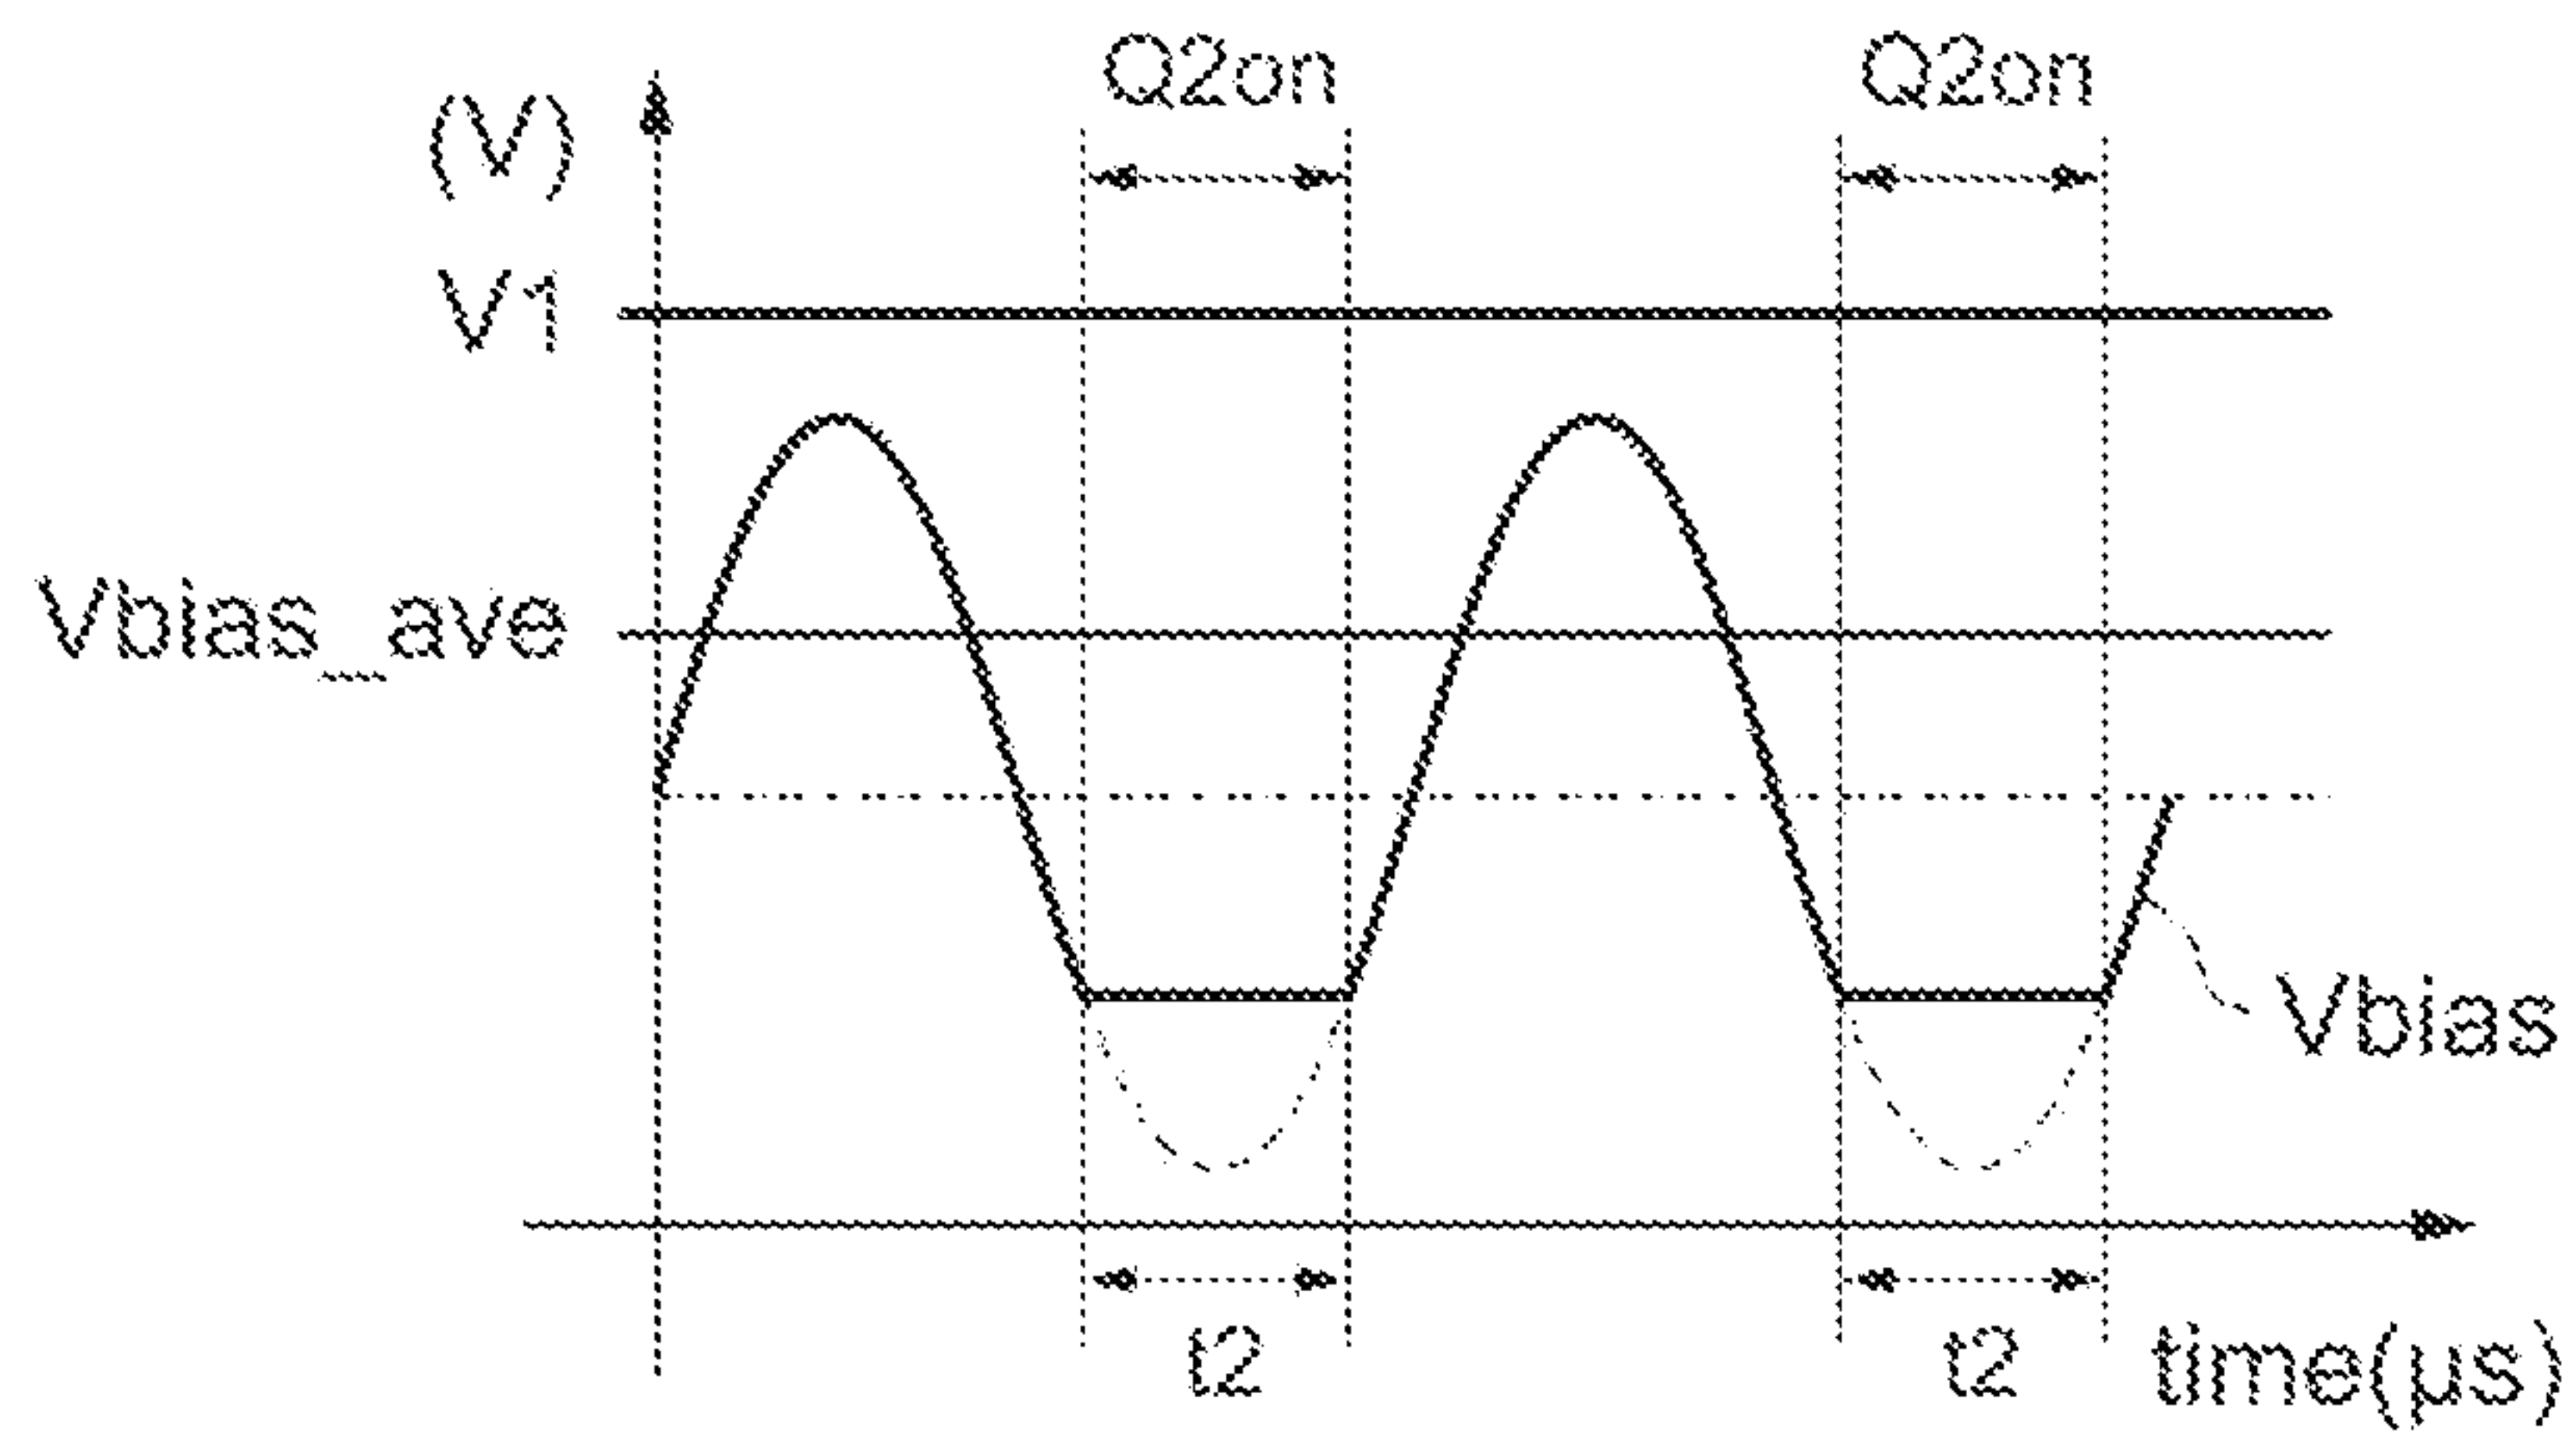 Q2on Q2on
(V)
V1
Vbias_ave
Vbias
t2 t2 time(μs)